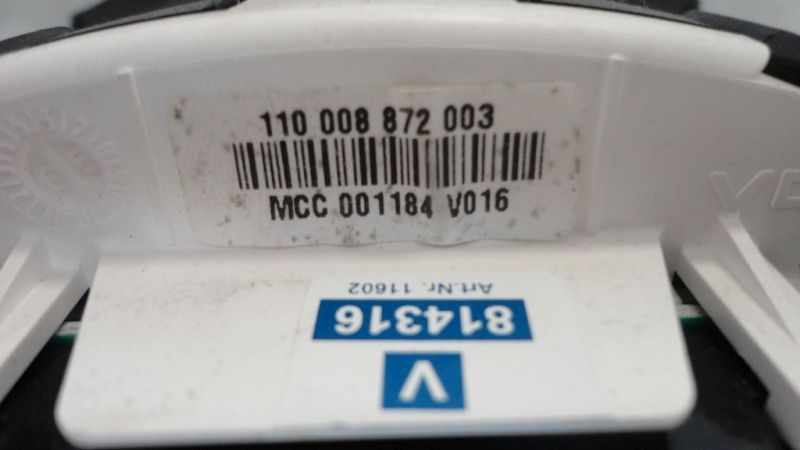 110 008 872 003
MCC 001184 V016
Art.Nr. 11602
814316
V